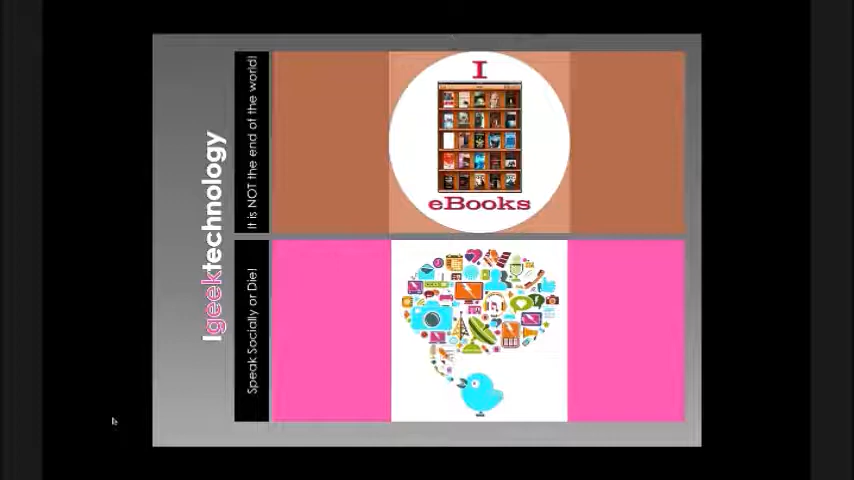 Igeektechnology
It is NOT the end of the world!
I
eBooks
Speak Socially or Die!